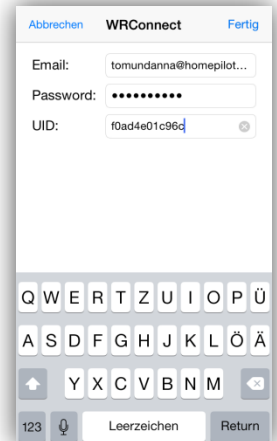 Abbrechen WRConnect Fertig
Email: tomundanna@homepilot...
Password: ••••••••••
UID: f0ad4e01c96c
Q W E R T Z U I O P Ü
A S D F G H J K L Ö Ä
Y X C V B N M
123 Leerzeichen Return